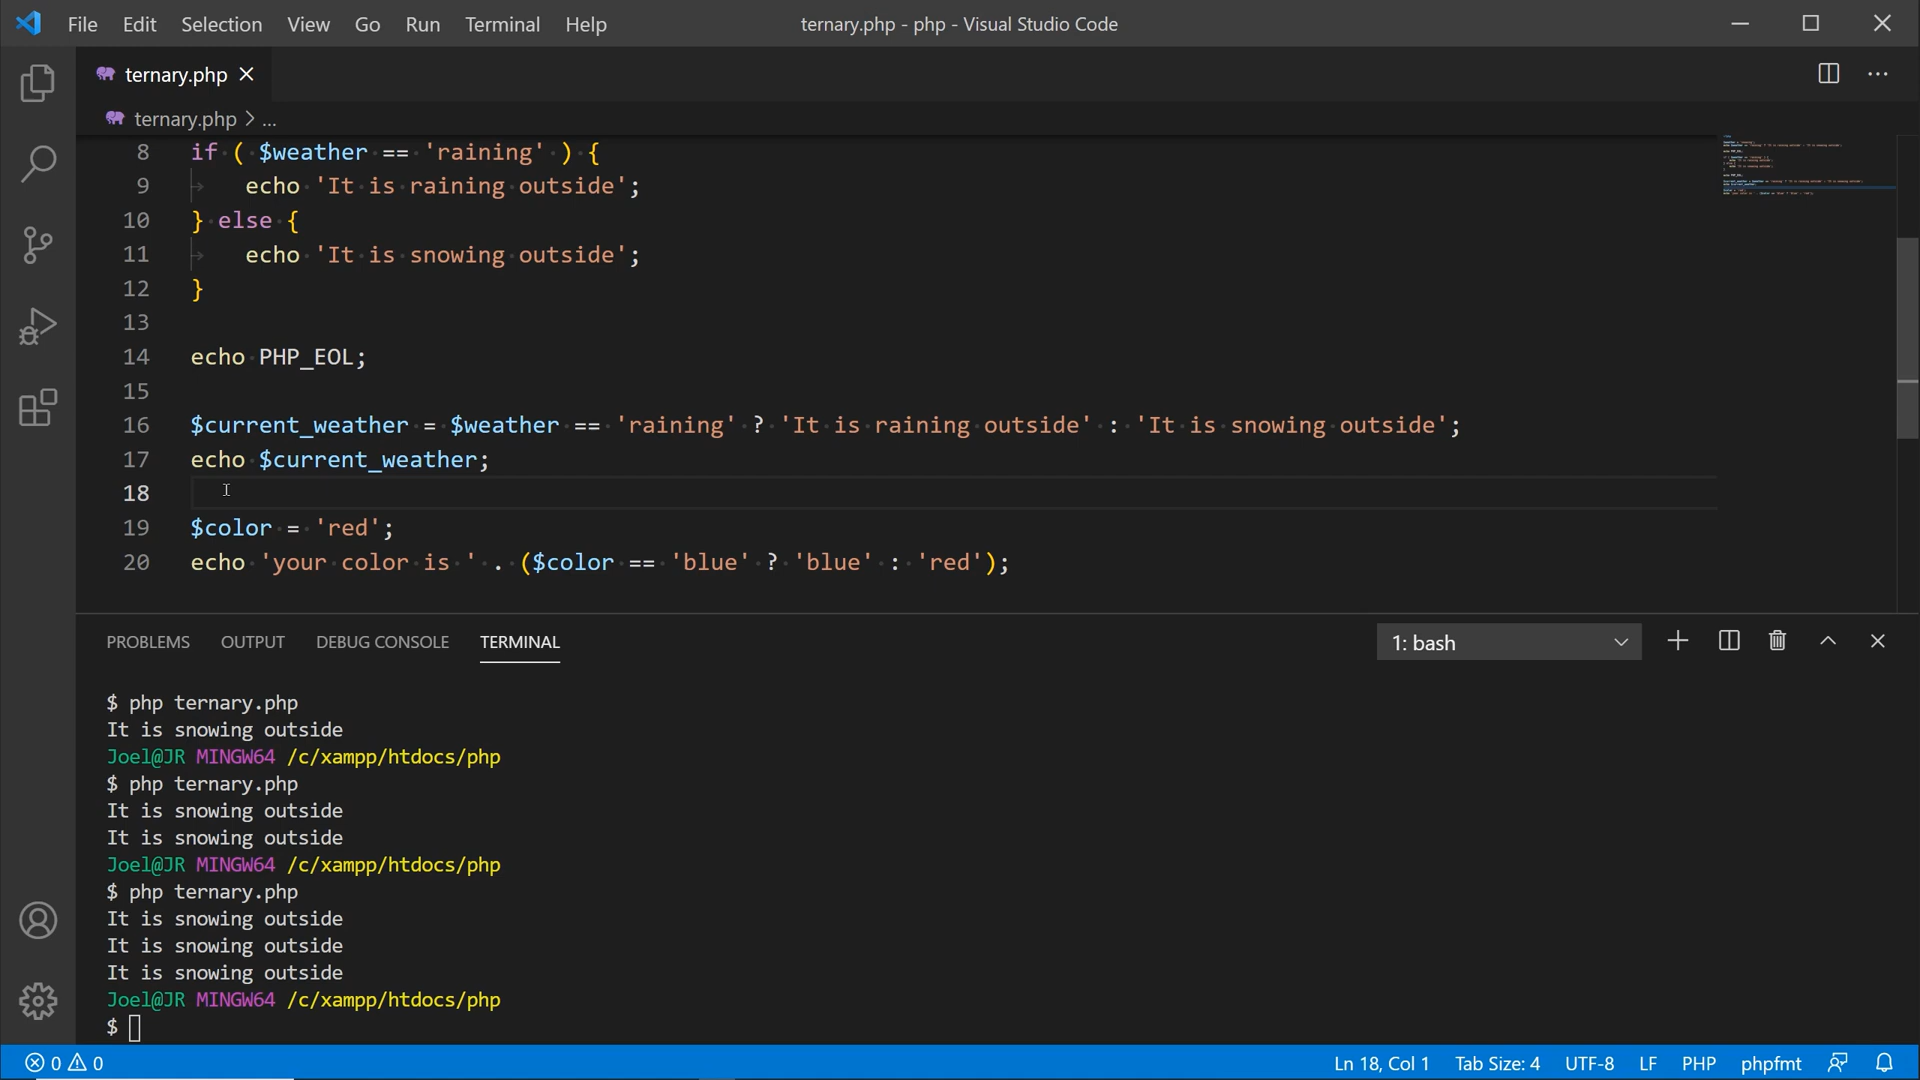 File Edit Selection View Go Run Terminal Help ternary.php - php - Visual Studio Code
ternary.php
ternary.php > ...
8 if ( $weather == 'raining' ) {
9 echo 'It is raining outside';
10 } else {
11 echo 'It is snowing outside';
12 }
13
14 echo PHP_EOL;
15
16 $current_weather = $weather == 'raining' ? 'It is raining outside' : 'It is snowing outside';
17 echo $current_weather;
18
19 $color = 'red';
20 echo 'your color is ' . ($color == 'blue' ? 'blue' : 'red');
PROBLEMS OUTPUT DEBUG CONSOLE TERMINAL 1: bash
$ php ternary.php
It is snowing outside
Joel@JR MINGW64 /c/xampp/htdocs/php
$ php ternary.php
It is snowing outside
It is snowing outside
Joel@JR MINGW64 /c/xampp/htdocs/php
$ php ternary.php
It is snowing outside
It is snowing outside
It is snowing outside
Joel@JR MINGW64 /c/xampp/htdocs/php
$
0 0 Ln 18, Col 1 Tab Size: 4 UTF-8 LF PHP phpfmt